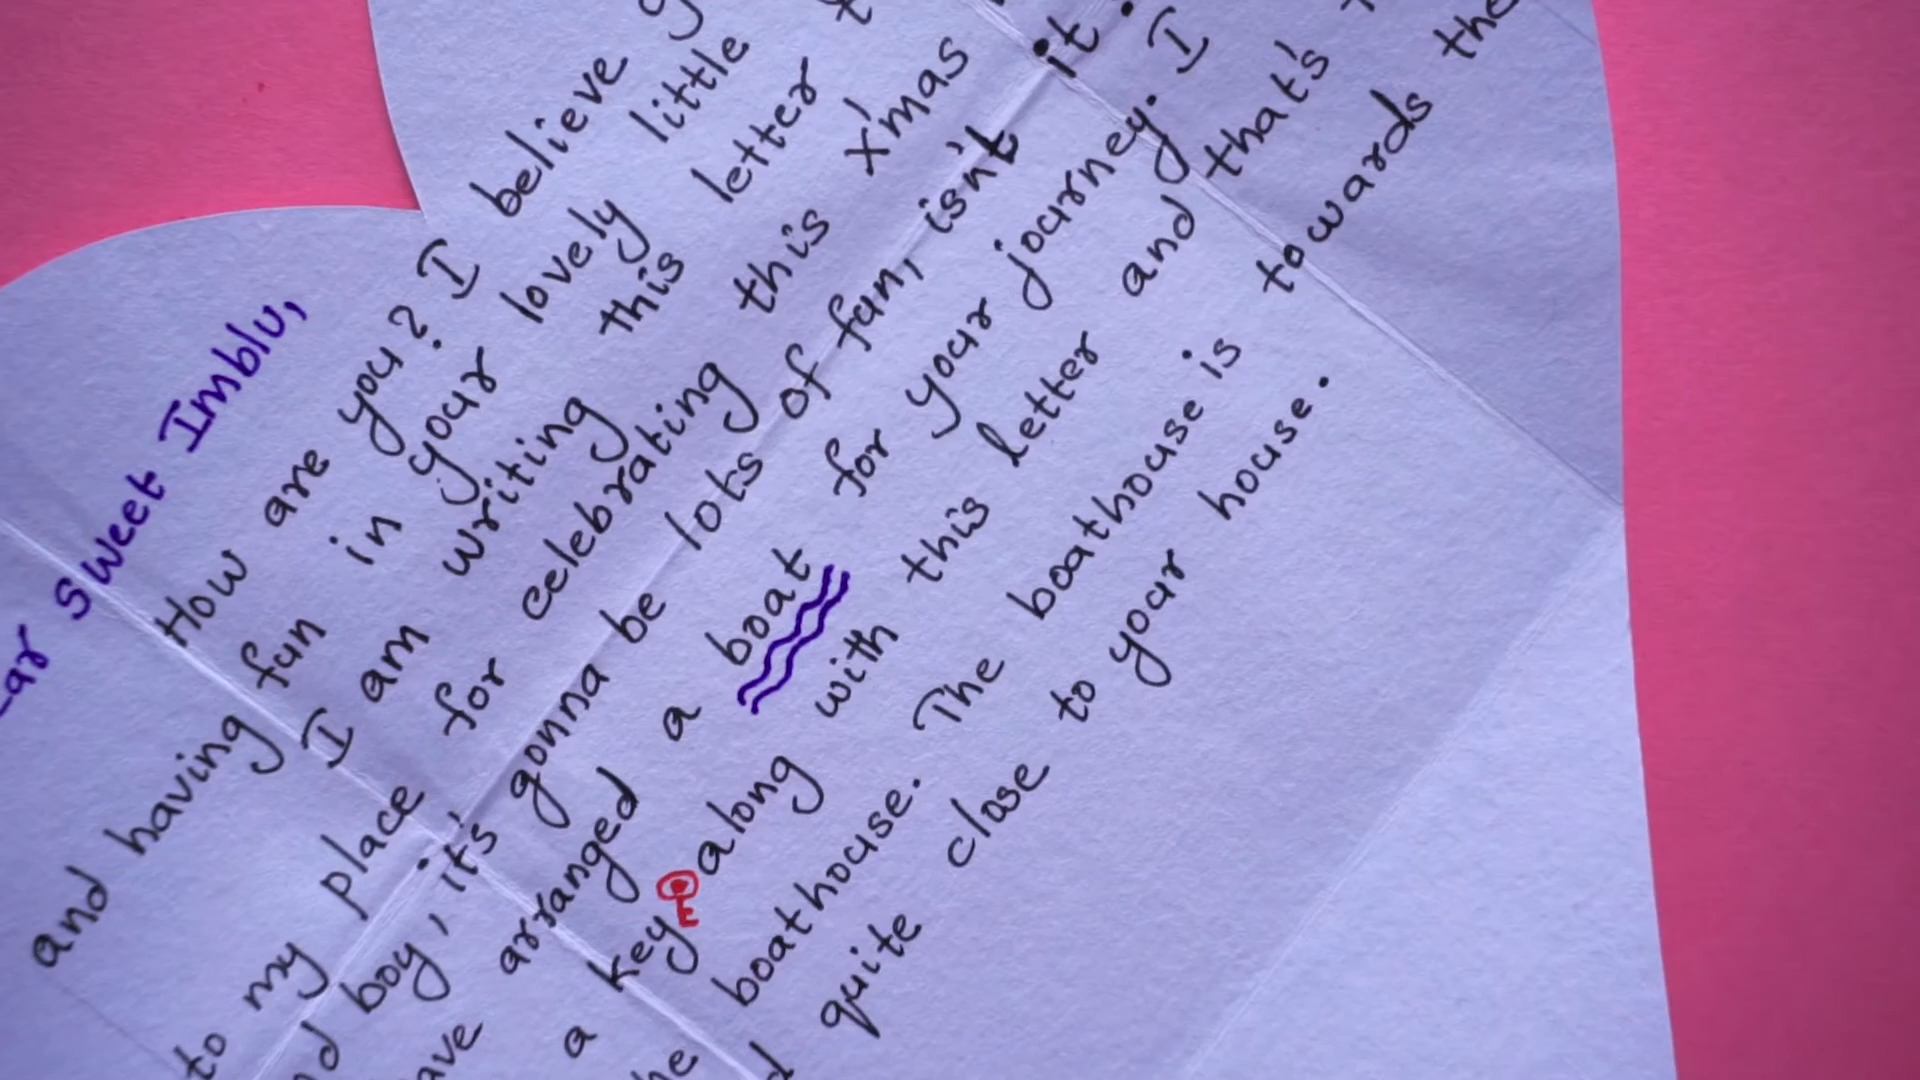 sweet Imblu,
How are you? I believe
and having fun in your lovely little
I am writing this letter
to my place for celebrating this x'mas
boy, it's gonna be lots of fun, isn't it.
arranged a boat for your journey. I
a key along with this letter and that's
boathouse. The boathouse is towards the
quite close to your house.